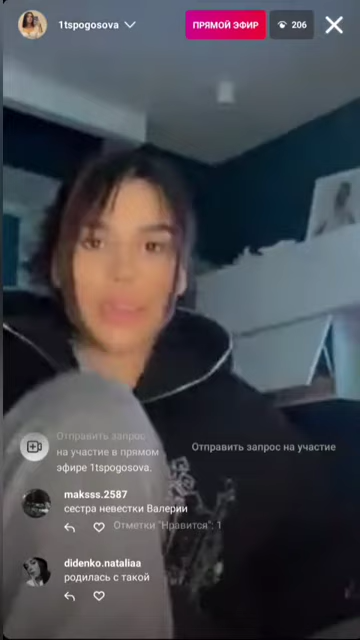 1tspogosova
ПРЯМОЙ ЭФИР
206
Отправить запрос
на участие в прямом
эфире 1tspogosova.
Отправить запрос на участие
maksss.2587
сестра невестки Валерии
Отметки "Нравится": 1
didenko.nataliaa
родилась с такой